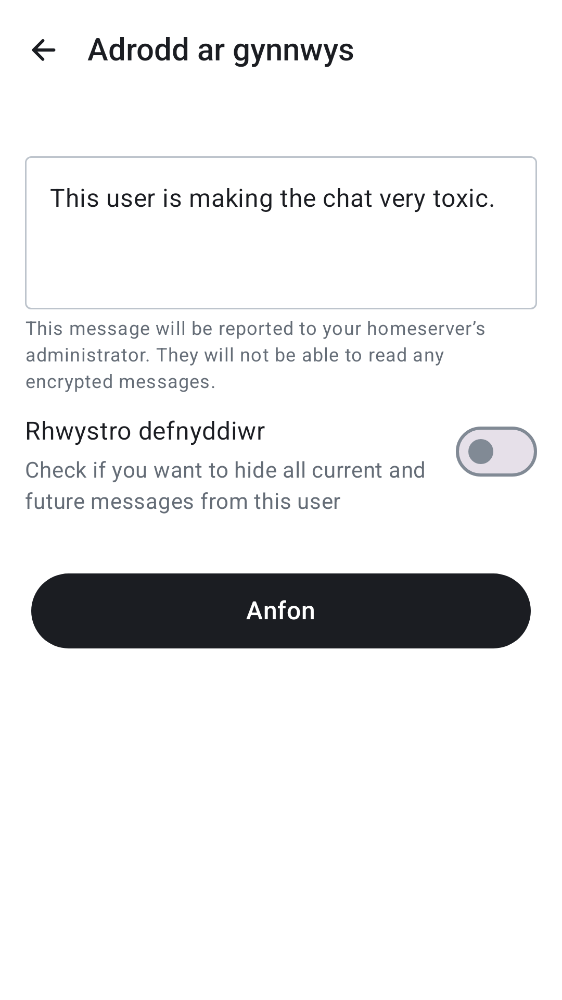 Adrodd ar gynnwys
This user is making the chat very toxic.
This message will be reported to your homeserver’s
administrator. They will not be able to read any
encrypted messages.
Rhwystro defnyddiwr
Check if you want to hide all current and
future messages from this user
Anfon